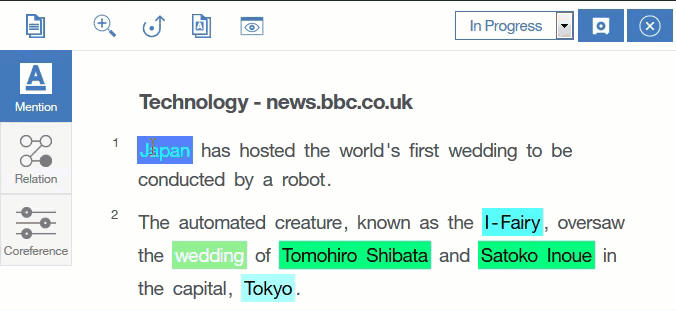 In Progress
Mention
Relation
Coreference
Technology - news.bbc.co.uk
1 Japan has hosted the world's first wedding to be
conducted by a robot.
2 The automated creature, known as the I-Fairy, oversaw
the wedding of Tomohiro Shibata and Satoko Inoue in
the capital, Tokyo.